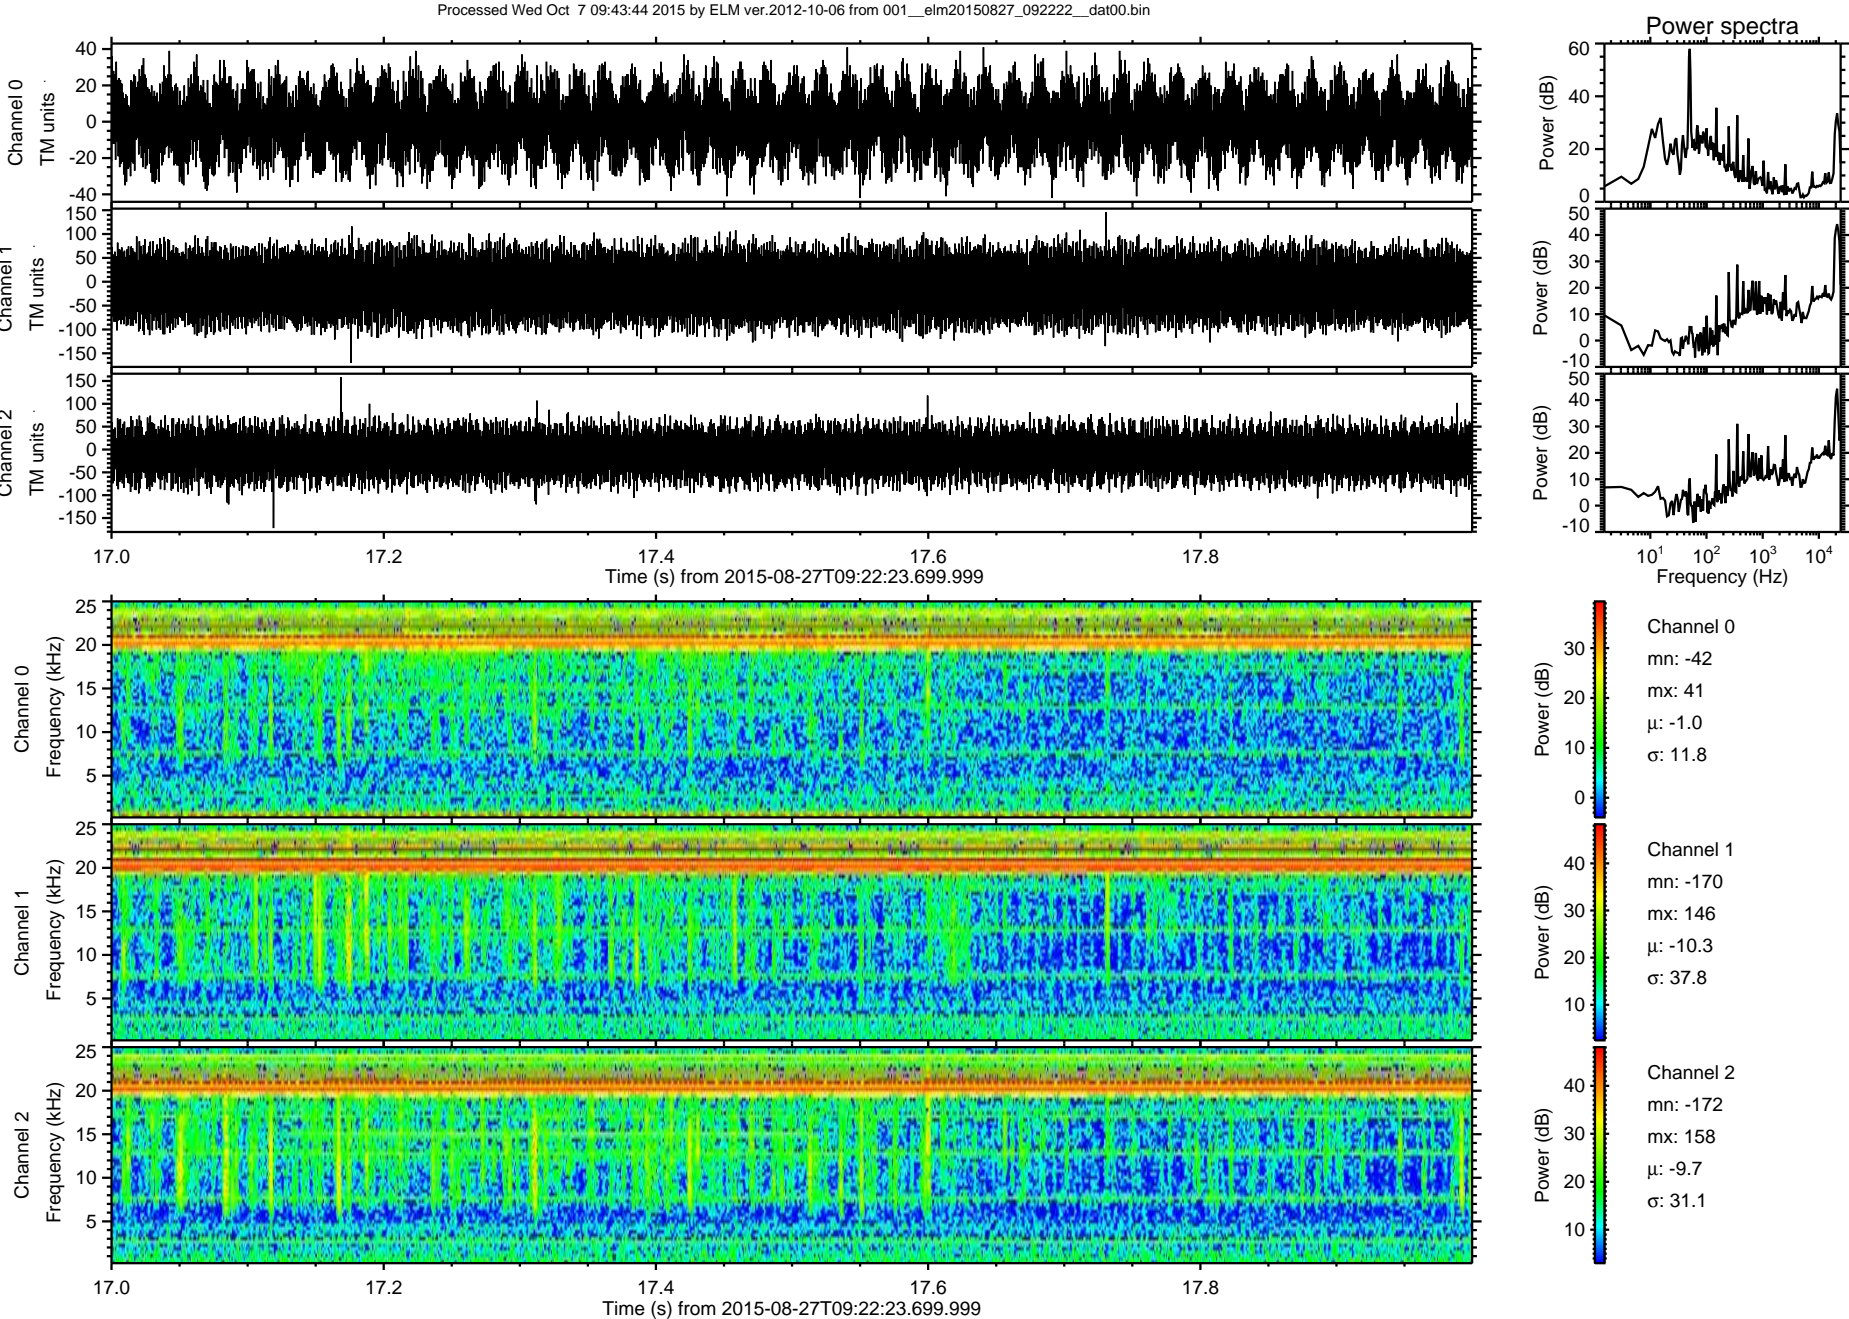 Processed Wed Oct 7 09:43:44 2015 by ELM ver.2012-10-06 from 001__elm20150827_092222__dat00.bin
Power spectra
Channel 0
TM units
40
20
0
-20
-40
Power (dB)
60
40
20
0
Channel 1
TM units
150
100
50
0
-50
-100
-150
Power (dB)
50
40
30
20
10
0
-10
Channel 2
TM units
150
100
50
0
-50
-100
-150
Power (dB)
50
40
30
20
10
0
-10
17.0 17.2 17.4 17.6 17.8
Time (s) from 2015-08-27T09:22:23.699.999
10^1 10^2 10^3 10^4
Frequency (Hz)
Channel 0
Frequency (kHz)
25
20
15
10
5
Power (dB)
30
20
10
0
Channel 0
mn: -42
mx: 41
μ: -1.0
σ: 11.8
Channel 1
Frequency (kHz)
25
20
15
10
5
Power (dB)
40
30
20
10
Channel 1
mn: -170
mx: 146
μ: -10.3
σ: 37.8
Channel 2
Frequency (kHz)
25
20
15
10
5
Power (dB)
40
30
20
10
Channel 2
mn: -172
mx: 158
μ: -9.7
σ: 31.1
17.0 17.2 17.4 17.6 17.8
Time (s) from 2015-08-27T09:22:23.699.999